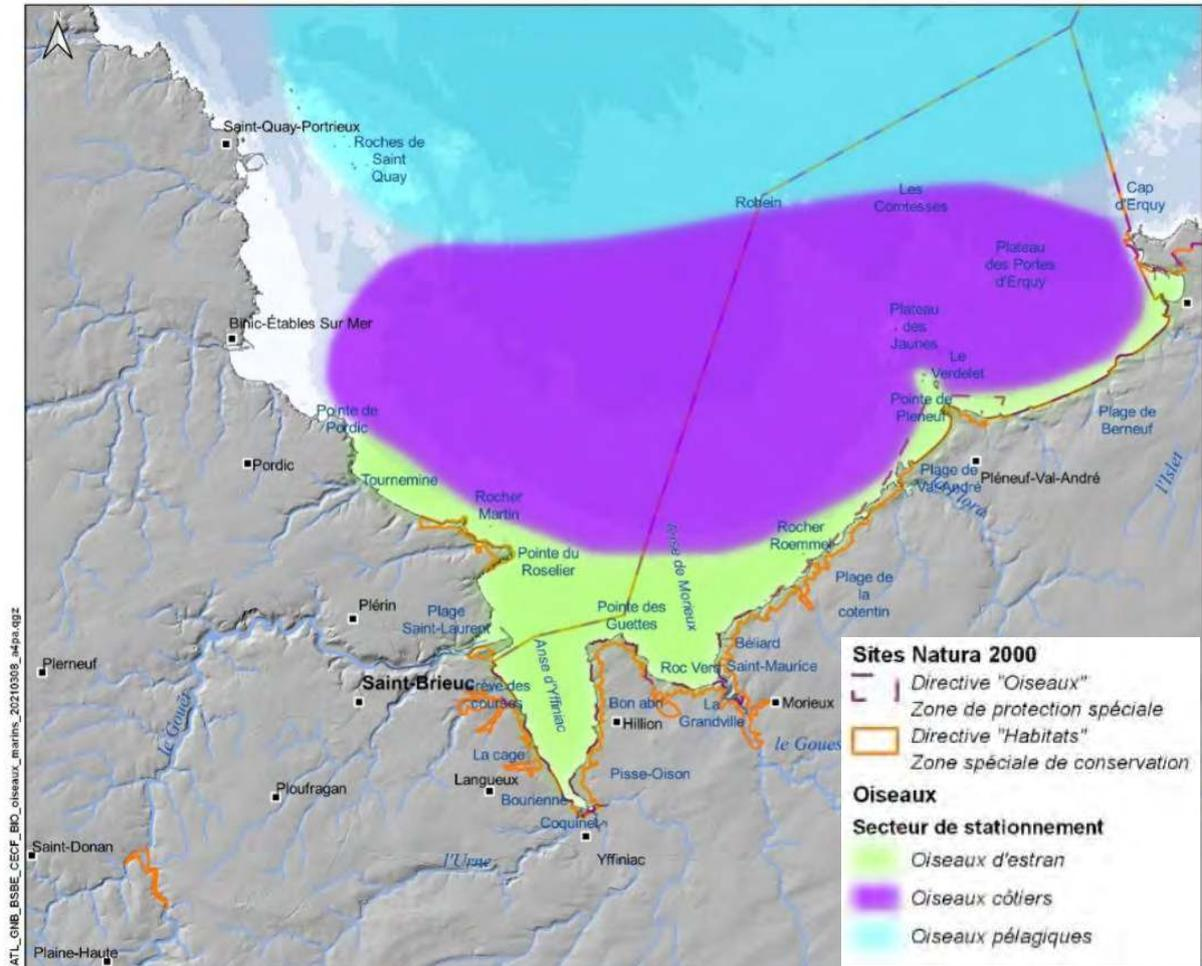 N
Saint-Quay-Portrieux
Roches de
Saint
Quay
Rohein
Les
Comtesses
Cap
d'Erquy
Plateau
des Portes
d'Erquy
Binic-Étables Sur Mer
Plateau
des
Jaunes
Le
Verdelet
Pointe de
Pordic
Pointe de
Pléneuf
Plage de
Berneuf
Pordic
Tournemine
Plage de
Val-André
Pléneuf-Val-André
l'Islet
Rocher
Martin
Rocher
Roemmel
Anse de Morieux
Pointe du
Roselier
Plage de
la
cotentin
Plérin
Plage
Saint-Laurent
Pointe des
Guettes
Béliard
Plerneuf
Saint-Brieuc
Grève des
courses
Anse d'Yffiniac
Roc Vert
Saint-Maurice
Bon abri
La
Grandville
Morieux
Hillion
le Gouët
le Goues
La cage
Langueux
Pisse-Oison
Ploufragan
Bourienne
Coquinet
Yffiniac
l'Urne
Saint-Donan
Plaine-Haute
ATL_GNB_BSBE_CECF_BIO_oiseaux_marins_20210308_a4pa.qgz
Sites Natura 2000
Directive "Oiseaux"
Zone de protection spéciale
Directive "Habitats"
Zone spéciale de conservation
Oiseaux
Secteur de stationnement
Oiseaux d'estran
Oiseaux côtiers
Oiseaux pélagiques